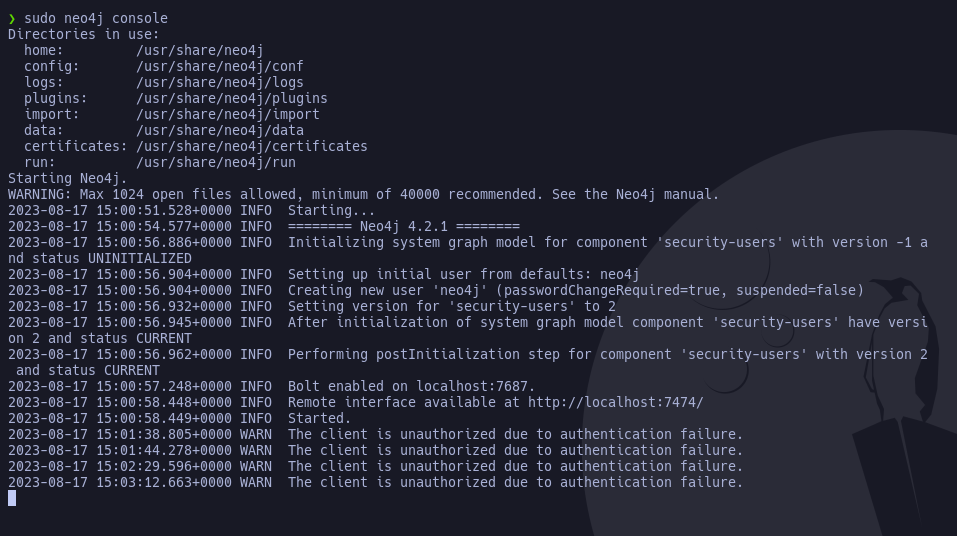 ❯ sudo neo4j console
Directories in use:
  home:         /usr/share/neo4j
  config:       /usr/share/neo4j/conf
  logs:         /usr/share/neo4j/logs
  plugins:      /usr/share/neo4j/plugins
  import:       /usr/share/neo4j/import
  data:         /usr/share/neo4j/data
  certificates: /usr/share/neo4j/certificates
  run:          /usr/share/neo4j/run
Starting Neo4j.
WARNING: Max 1024 open files allowed, minimum of 40000 recommended. See the Neo4j manual.
2023-08-17 15:00:51.528+0000 INFO  Starting...
2023-08-17 15:00:54.577+0000 INFO  ======== Neo4j 4.2.1 ========
2023-08-17 15:00:56.886+0000 INFO  Initializing system graph model for component 'security-users' with version -1 a
nd status UNINITIALIZED
2023-08-17 15:00:56.904+0000 INFO  Setting up initial user from defaults: neo4j
2023-08-17 15:00:56.904+0000 INFO  Creating new user 'neo4j' (passwordChangeRequired=true, suspended=false)
2023-08-17 15:00:56.932+0000 INFO  Setting version for 'security-users' to 2
2023-08-17 15:00:56.945+0000 INFO  After initialization of system graph model component 'security-users' have versi
on 2 and status CURRENT
2023-08-17 15:00:56.962+0000 INFO  Performing postInitialization step for component 'security-users' with version 2
 and status CURRENT
2023-08-17 15:00:57.248+0000 INFO  Bolt enabled on localhost:7687.
2023-08-17 15:00:58.448+0000 INFO  Remote interface available at http://localhost:7474/
2023-08-17 15:00:58.449+0000 INFO  Started.
2023-08-17 15:01:38.805+0000 WARN  The client is unauthorized due to authentication failure.
2023-08-17 15:01:44.278+0000 WARN  The client is unauthorized due to authentication failure.
2023-08-17 15:02:29.596+0000 WARN  The client is unauthorized due to authentication failure.
2023-08-17 15:03:12.663+0000 WARN  The client is unauthorized due to authentication failure.